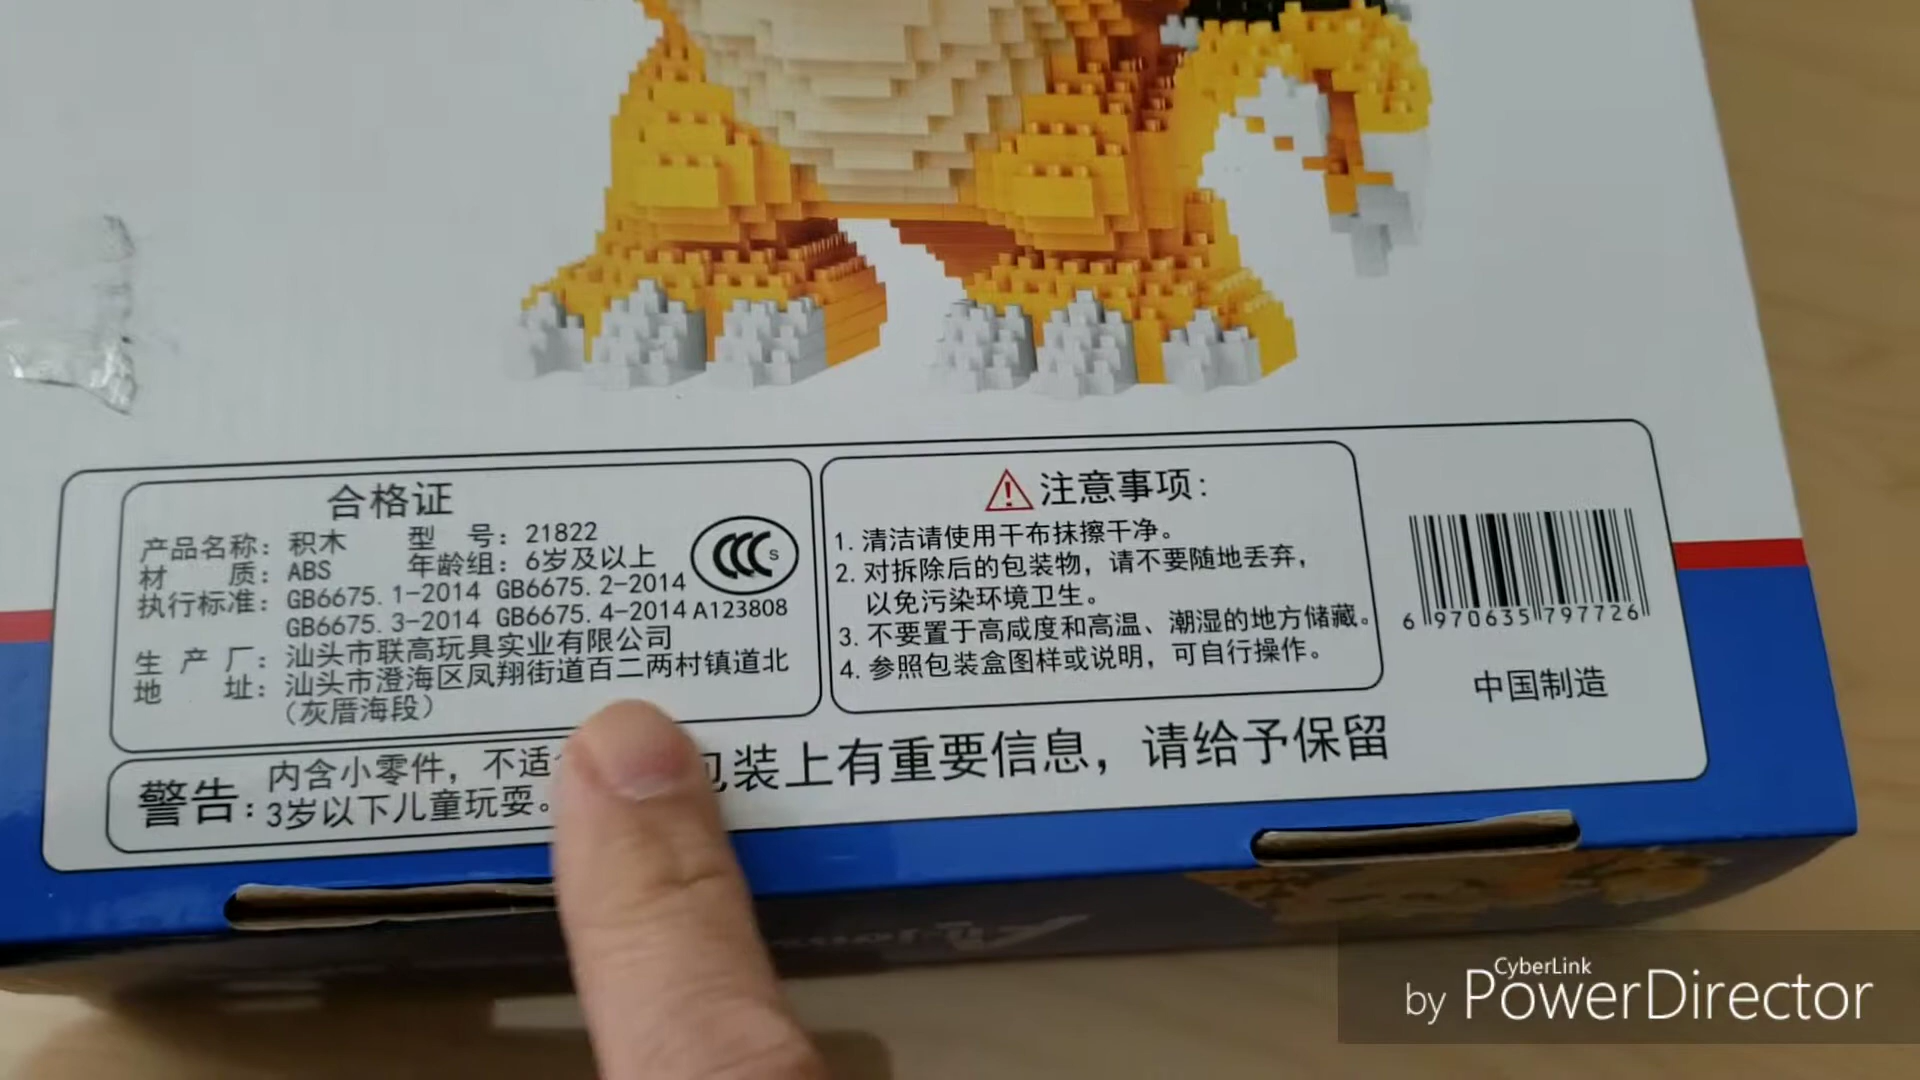 合格证
产品名称：积木 型 号：21822
材 质：ABS 年龄组：6岁及以上
执行标准：GB6675.1-2014 GB6675.2-2014
GB6675.3-2014 GB6675.4-2014 A123808
生 产 厂：汕头市联高玩具实业有限公司
地 址：汕头市澄海区凤翔街道百二两村镇道北
（灰厝海段）
CCC S
警告：内含小零件，不适
3岁以下儿童玩耍。
注意事项：
1. 清洁请使用干布抹擦干净。
2. 对拆除后的包装物，请不要随地丢弃，
以免污染环境卫生。
3. 不要置于高咸度和高温、潮湿的地方储藏。
4. 参照包装盒图样或说明，可自行操作。
包装上有重要信息，请给予保留
6 970635 797726
中国制造
by CyberLink PowerDirector